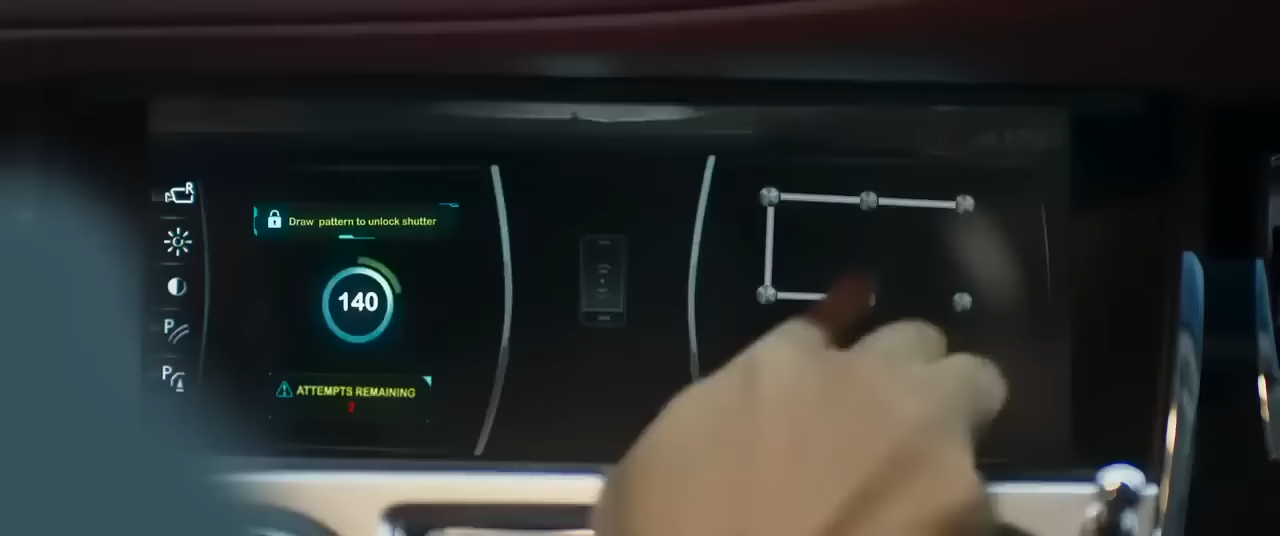 R
Draw pattern to unlock shutter
140
P
P
ATTEMPTS REMAINING